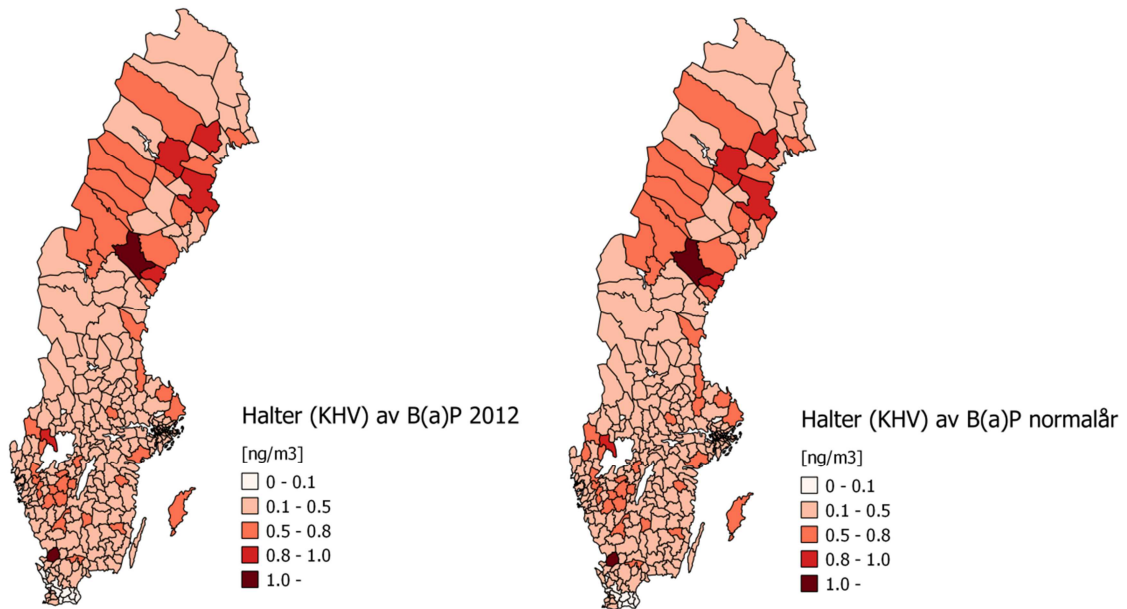 Halter (KHV) av B(a)P 2012
[ng/m3]
0 - 0.1
0.1 - 0.5
0.5 - 0.8
0.8 - 1.0
1.0 -
Halter (KHV) av B(a)P normalår
[ng/m3]
0 - 0.1
0.1 - 0.5
0.5 - 0.8
0.8 - 1.0
1.0 -